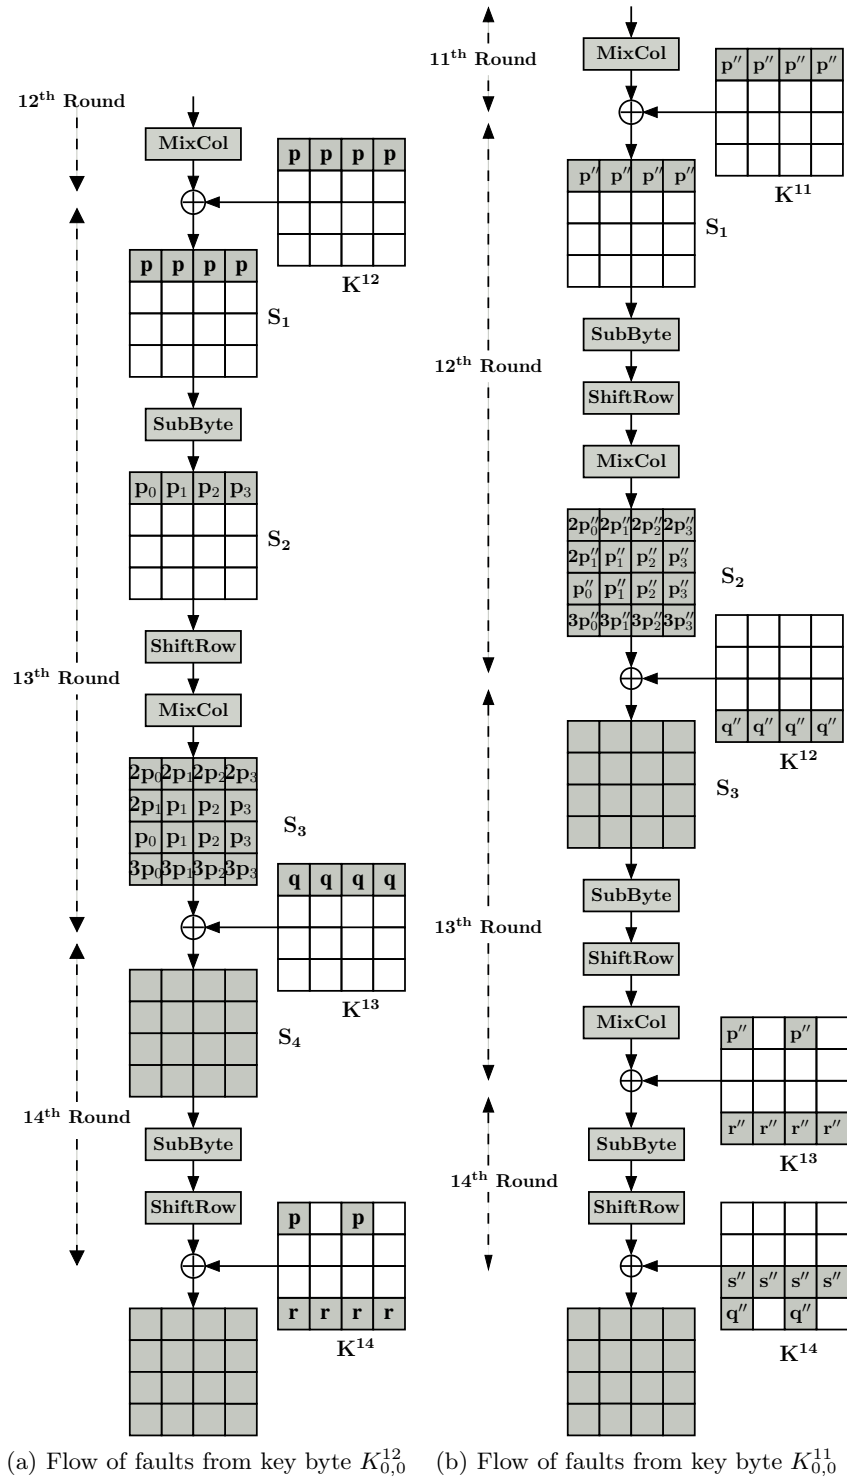 12th Round
MixCol
p p p p
K12
p p p p
S1
SubByte
p0 p1 p2 p3
S2
ShiftRow
13th Round
MixCol
2p0 2p1 2p2 2p3
2p1 p1 p2 p3
p0 p1 p2 p3
3p0 3p1 3p2 3p3
S3
q q q q
K13
S4
14th Round
SubByte
ShiftRow
p p
r r r r
K14
(a) Flow of faults from key byte K^{12}_{0,0}
11th Round
MixCol
p′′ p′′ p′′ p′′
K11
p′′ p′′ p′′ p′′
S1
SubByte
12th Round
ShiftRow
MixCol
2p′′0 2p′′1 2p′′2 2p′′3
2p′′1 p′′1 p′′2 p′′3
p′′0 p′′1 p′′2 p′′3
3p′′0 3p′′1 3p′′2 3p′′3
S2
q′′ q′′ q′′ q′′
K12
S3
SubByte
13th Round
ShiftRow
MixCol
p′′ p′′
r′′ r′′ r′′ r′′
K13
SubByte
14th Round
ShiftRow
s′′ s′′ s′′ s′′
q′′ q′′
K14
(b) Flow of faults from key byte K^{11}_{0,0}